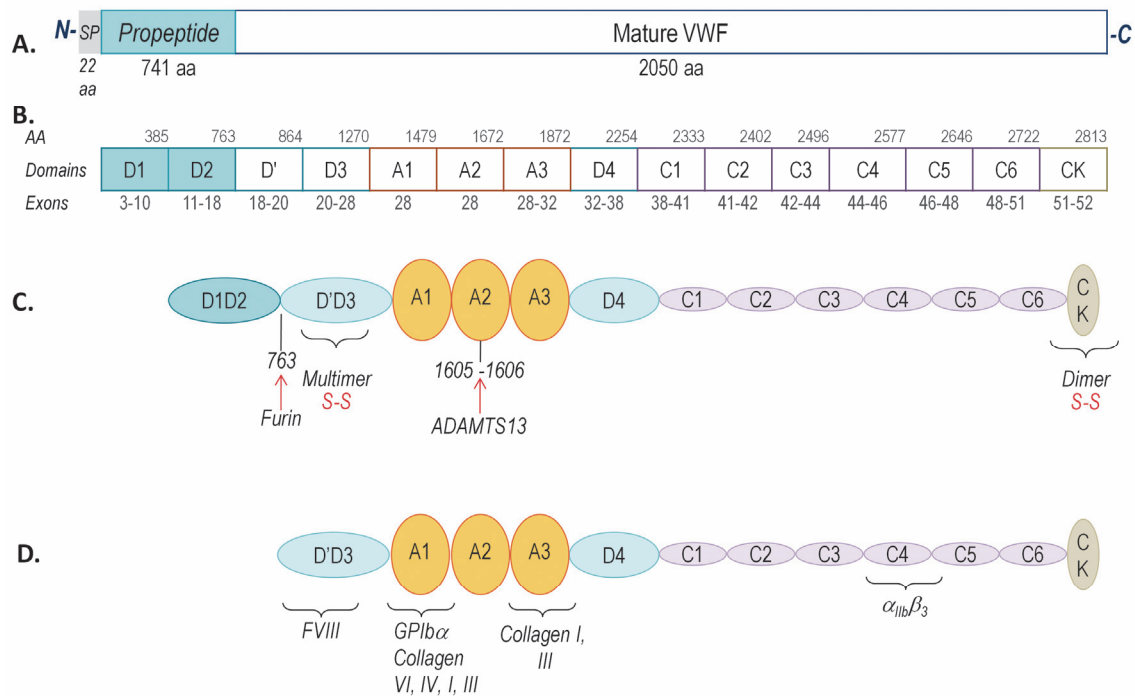 N- SP Propeptide Mature VWF -C
A.
22 aa 741 aa 2050 aa
B.
AA 385 763 864 1270 1479 1672 1872 2254 2333 2402 2496 2577 2646 2722 2813
Domains D1 D2 D' D3 A1 A2 A3 D4 C1 C2 C3 C4 C5 C6 CK
Exons 3-10 11-18 18-20 20-28 28 28 28-32 32-38 38-41 41-42 42-44 44-46 46-48 48-51 51-52
C.
D1D2 D'D3 A1 A2 A3 D4 C1 C2 C3 C4 C5 C6 C K
763 1605 -1606
Multimer Dimer
S-S S-S
Furin ADAMTS13
D.
D'D3 A1 A2 A3 D4 C1 C2 C3 C4 C5 C6 C K
FVIII GPIbα Collagen I, αIIbβ3
Collagen III
VI, IV, I, III